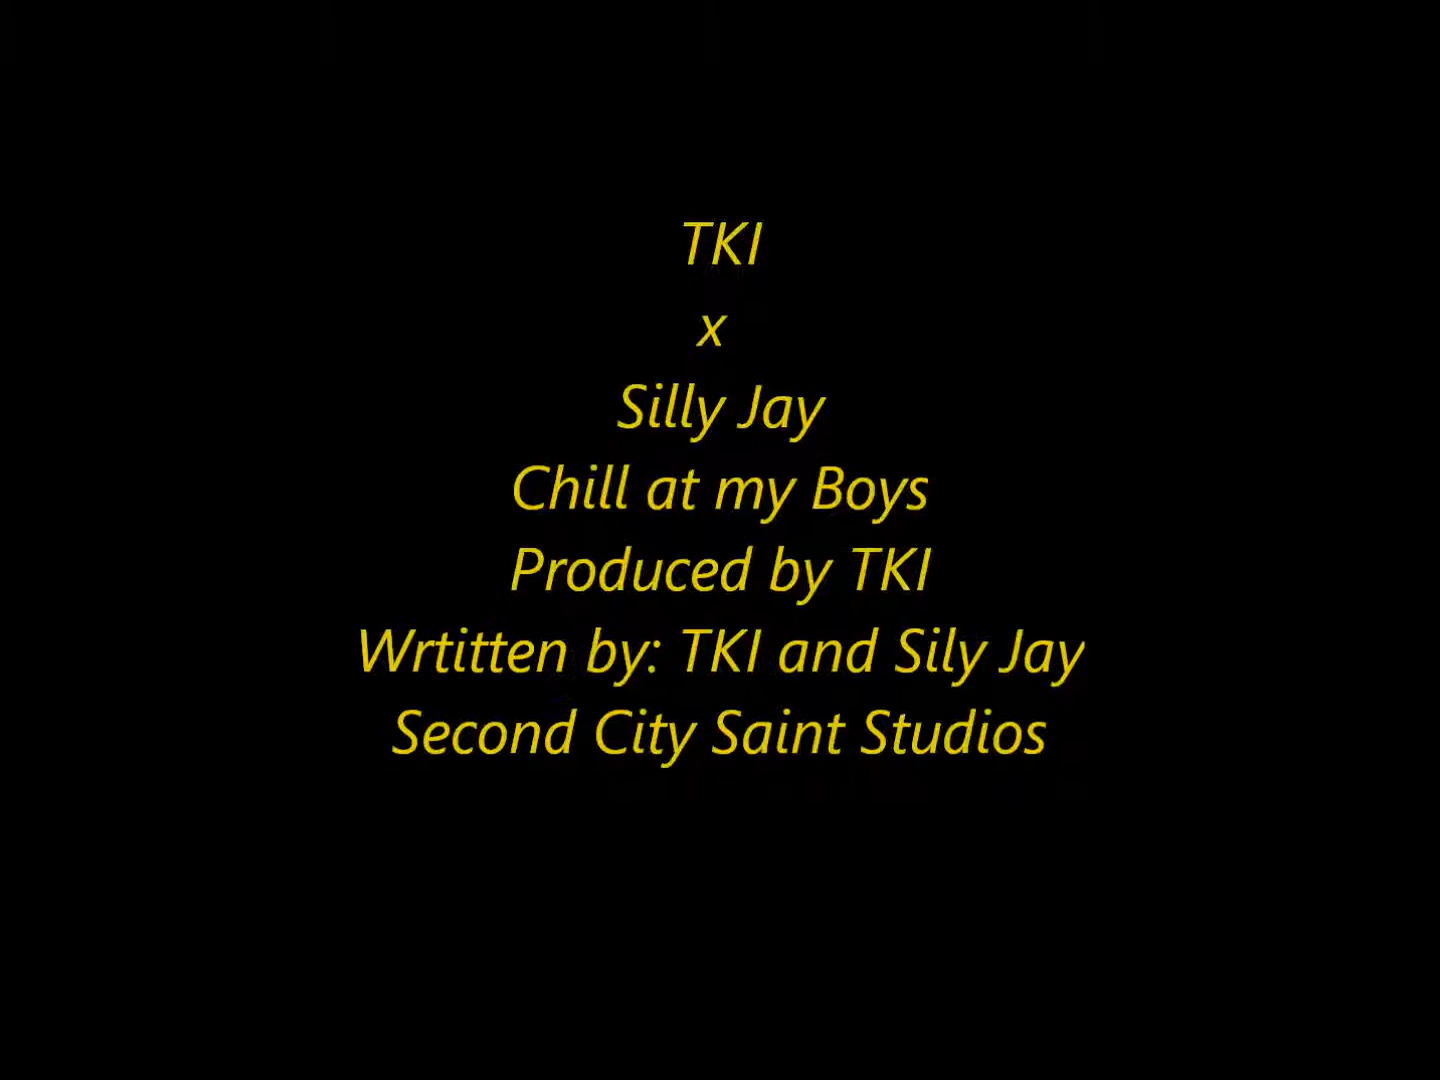 TKI
x
Silly Jay
Chill at my Boys
Produced by TKI
Wrtitten by: TKI and Sily Jay
Second City Saint Studios